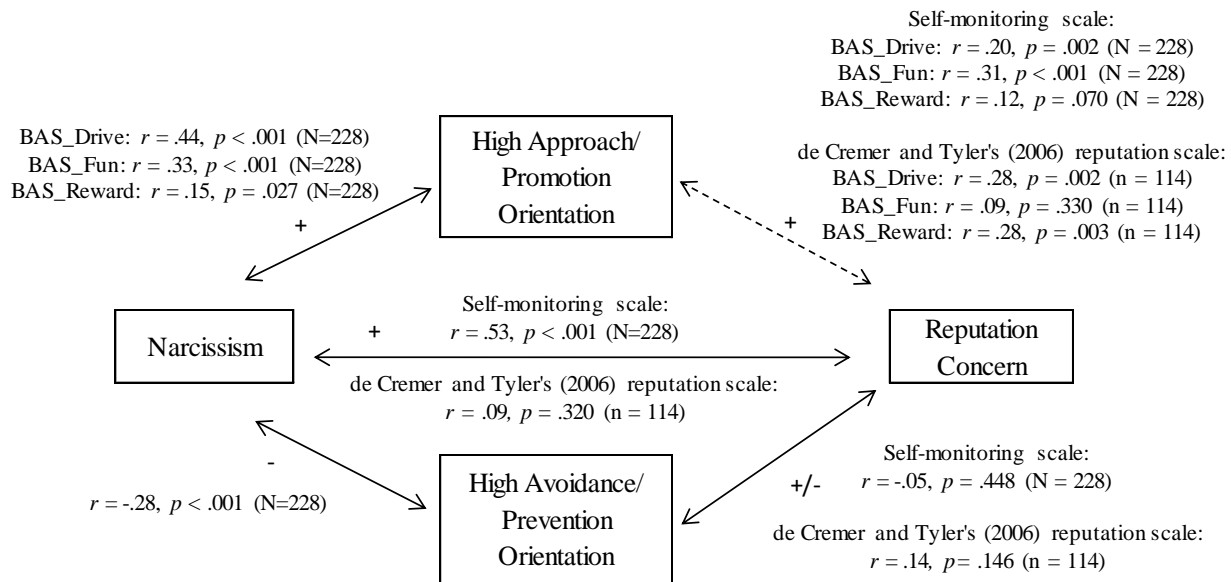 Self-monitoring scale:
BAS_Drive: r = .20, p = .002 (N = 228)
BAS_Fun: r = .31, p < .001 (N = 228)
BAS_Reward: r = .12, p = .070 (N = 228)
BAS_Drive: r = .44, p < .001 (N=228)
BAS_Fun: r = .33, p < .001 (N=228)
BAS_Reward: r = .15, p = .027 (N=228)
+
High Approach/
Promotion
Orientation
de Cremer and Tyler's (2006) reputation scale:
BAS_Drive: r = .28, p = .002 (n = 114)
BAS_Fun: r = .09, p = .330 (n = 114)
BAS_Reward: r = .28, p = .003 (n = 114)
+
Narcissism
+
Self-monitoring scale:
r = .53, p < .001 (N=228)
de Cremer and Tyler's (2006) reputation scale:
r = .09, p = .320 (n = 114)
Reputation
Concern
-
r = -.28, p < .001 (N=228)
High Avoidance/
Prevention
Orientation
+/-
Self-monitoring scale:
r = -.05, p = .448 (N = 228)
de Cremer and Tyler's (2006) reputation scale:
r = .14, p= .146 (n = 114)